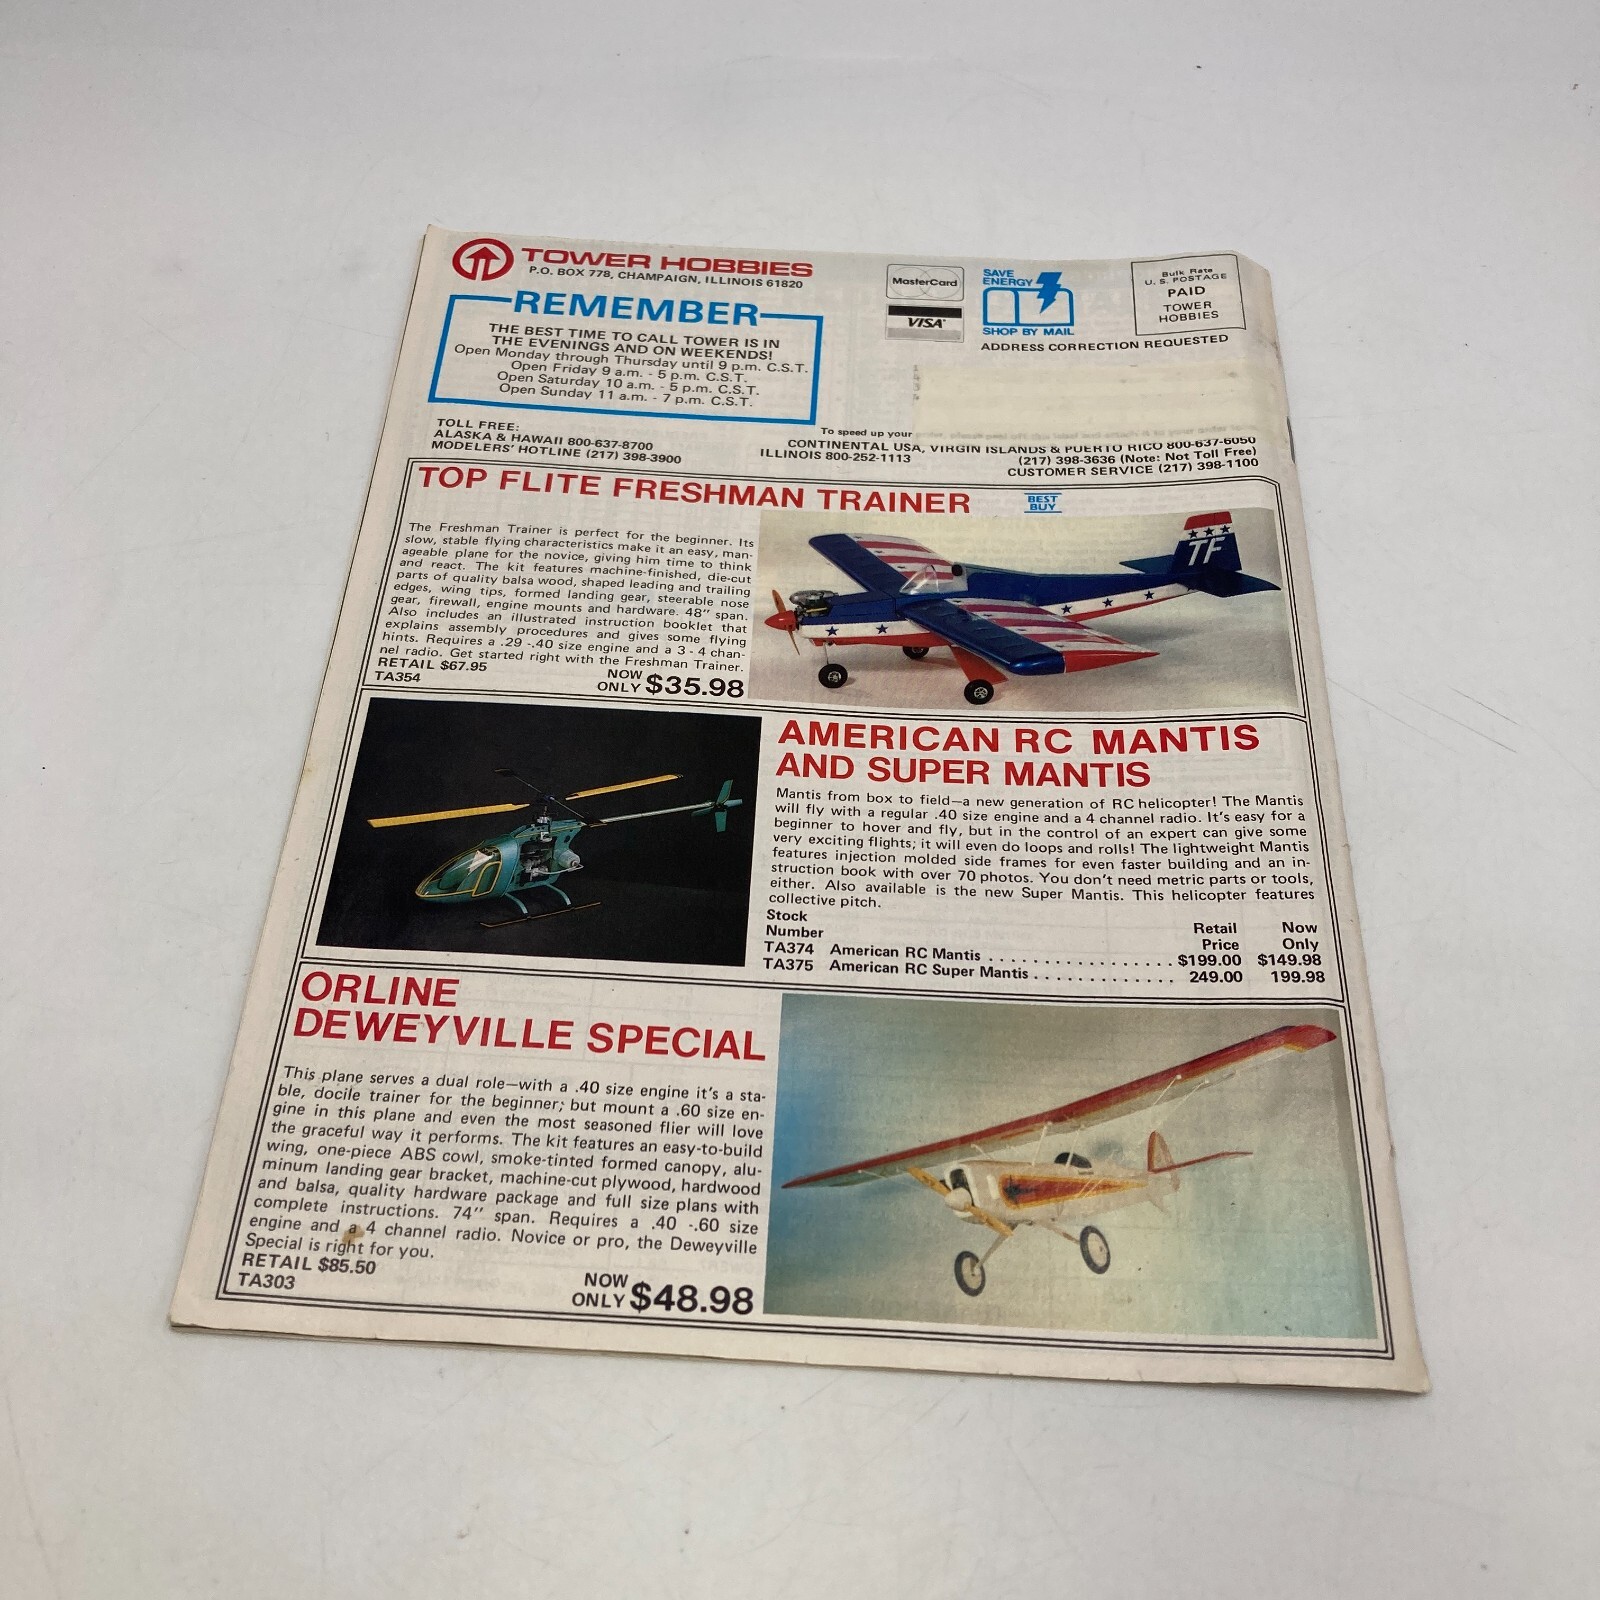 TOWER HOBBIES
P.O. BOX 778, CHAMPAIGN, ILLINOIS 61820
REMEMBER
THE BEST TIME TO CALL TOWER IS IN
THE EVENINGS AND ON WEEKENDS!
Open Monday through Thursday until 9 p.m. C.S.T.
Open Friday 9 a.m. - 5 p.m. C.S.T.
Open Saturday 10 a.m. - 5 p.m. C.S.T.
Open Sunday 11 a.m. - 7 p.m. C.S.T.
MasterCard
VISA
SAVE
ENERGY
SHOP BY MAIL
Bulk Rate
U. S. POSTAGE
PAID
TOWER
HOBBIES
ADDRESS CORRECTION REQUESTED
To speed up your
TOLL FREE:
ALASKA & HAWAII 800-637-8700
MODELERS' HOTLINE (217) 398-3900
CONTINENTAL USA, VIRGIN ISLANDS & PUERTO RICO 800-637-6050
ILLINOIS 800-252-1113
(217) 398-3636 (Note: Not Toll Free)
CUSTOMER SERVICE (217) 398-1100
TOP FLITE FRESHMAN TRAINER
BEST
BUY
The Freshman Trainer is perfect for the beginner. Its
slow, stable flying characteristics make it an easy, man-
ageable plane for the novice, giving him time to think
and react. The kit features machine-finished, die-cut
parts of quality balsa wood, shaped leading and trailing
edges, wing tips, formed landing gear, steerable nose
gear, firewall, engine mounts and hardware. 48" span.
Also includes an illustrated instruction booklet that
explains assembly procedures and gives some flying
hints. Requires a .29 -.40 size engine and a 3 - 4 chan-
nel radio. Get started right with the Freshman Trainer.
RETAIL $67.95
TA354
NOW
ONLY $35.98
TF
AMERICAN RC MANTIS
AND SUPER MANTIS
Mantis from box to field—a new generation of RC helicopter! The Mantis
will fly with a regular .40 size engine and a 4 channel radio. It's easy for a
beginner to hover and fly, but in the control of an expert can give some
very exciting flights; it will even do loops and rolls! The lightweight Mantis
features injection molded side frames for even faster building and an in-
struction book with over 70 photos. You don't need metric parts or tools,
either. Also available is the new Super Mantis. This helicopter features
collective pitch.
Stock
Number
Retail
Price
Now
Only
TA374 American RC Mantis . . . . . . . . . . . . . . . . . . $199.00 $149.98
TA375 American RC Super Mantis . . . . . . . . . . . . . 249.00 199.98
ORLINE
DEWEYVILLE SPECIAL
This plane serves a dual role—with a .40 size engine it's a sta-
ble, docile trainer for the beginner; but mount a .60 size en-
gine in this plane and even the most seasoned flier will love
the graceful way it performs. The kit features an easy-to-build
wing, one-piece ABS cowl, smoke-tinted formed canopy, alu-
minum landing gear bracket, machine-cut plywood, hardwood
and balsa, quality hardware package and full size plans with
complete instructions. 74" span. Requires a .40 -.60 size
engine and a 4 channel radio. Novice or pro, the Deweyville
Special is right for you.
RETAIL $85.50
TA303
NOW
ONLY $48.98